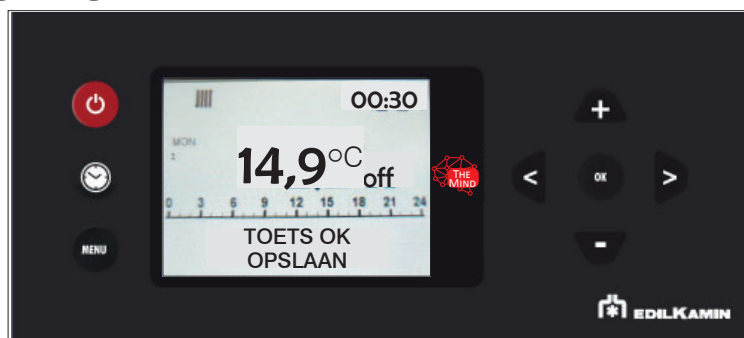 00:30
MON
14,9°C
off
THE
MIND
0 3 6 9 12 15 18 21 24
TOETS OK
OPSLAAN
MENU
+
<
OK
>
-
EDILKAMIN